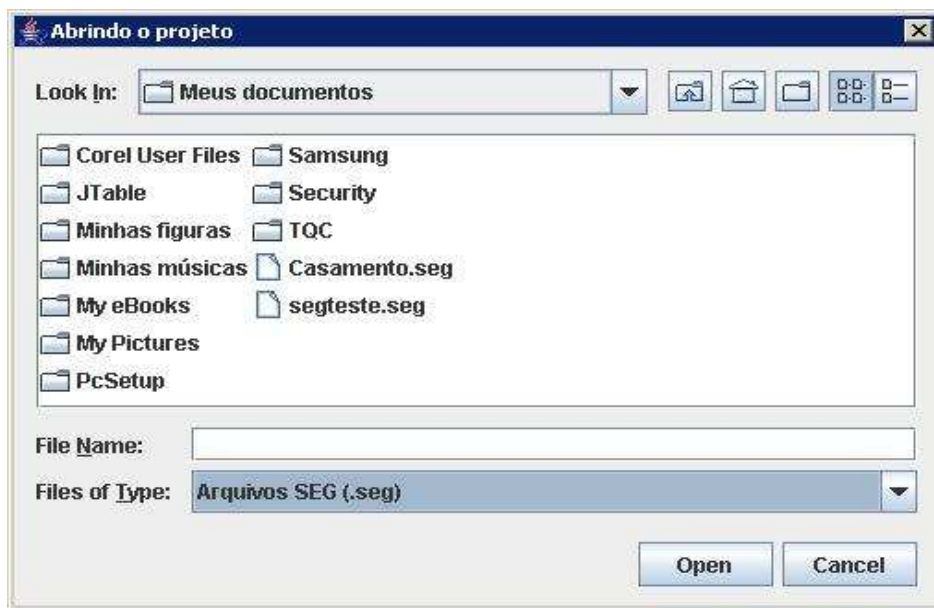 Abrindo o projeto
Look In: Meus documentos
Corel User Files Samsung
JTable Security
Minhas figuras TQC
Minhas músicas Casamento.seg
My eBooks segteste.seg
My Pictures
PcSetup
File Name:
Files of Type: Arquivos SEG (.seg)
Open Cancel